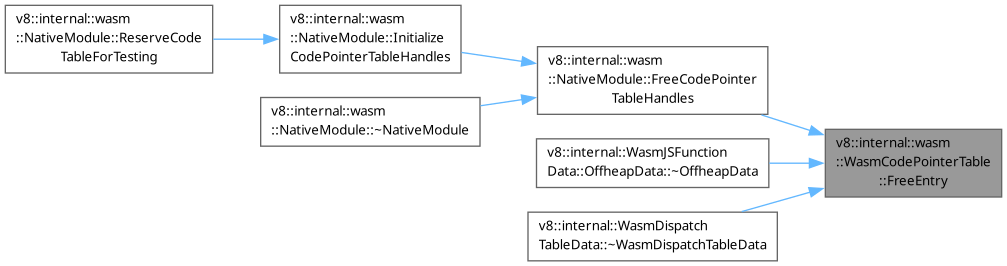 v8::internal::wasm
::NativeModule::ReserveCode
TableForTesting
v8::internal::wasm
::NativeModule::Initialize
CodePointerTableHandles
v8::internal::wasm
::NativeModule::~NativeModule
v8::internal::wasm
::NativeModule::FreeCodePointer
TableHandles
v8::internal::WasmJSFunction
Data::OffheapData::~OffheapData
v8::internal::WasmDispatch
TableData::~WasmDispatchTableData
v8::internal::wasm
::WasmCodePointerTable
::FreeEntry